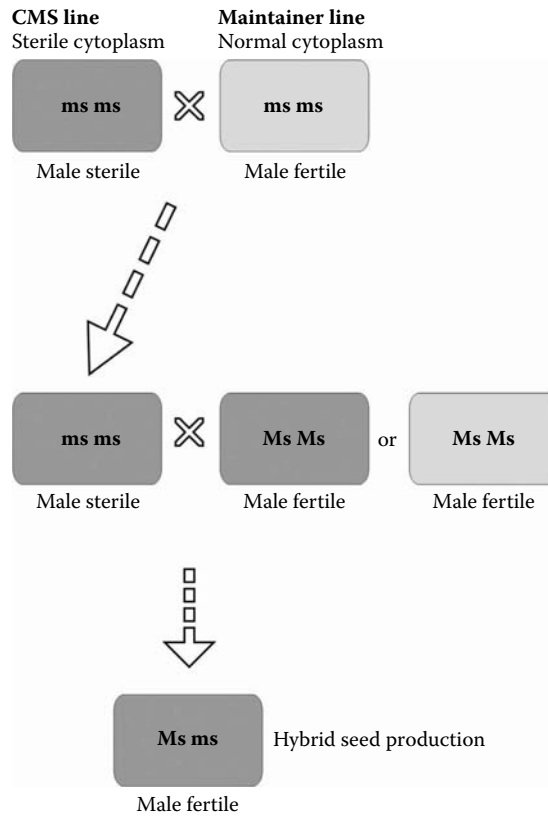 CMS line
Sterile cytoplasm
Maintainer line
Normal cytoplasm
ms ms
ms ms
Male sterile
Male fertile
ms ms
Ms Ms
or
Ms Ms
Male sterile
Male fertile
Male fertile
Ms ms
Hybrid seed production
Male fertile